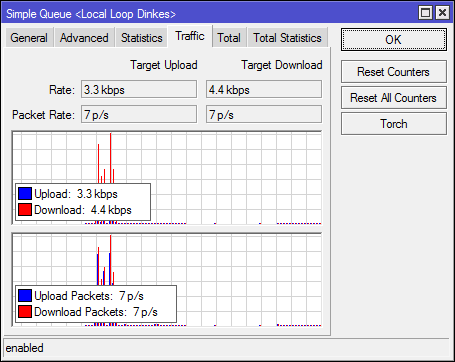 Simple Queue <Local Loop Dinkes>
General Advanced Statistics Traffic Total Total Statistics
OK
Reset Counters
Reset All Counters
Torch
Target Upload Target Download
Rate: 3.3 kbps 4.4 kbps
Packet Rate: 7 p/s 7 p/s
Upload: 3.3 kbps
Download: 4.4 kbps
Upload Packets: 7 p/s
Download Packets: 7 p/s
enabled